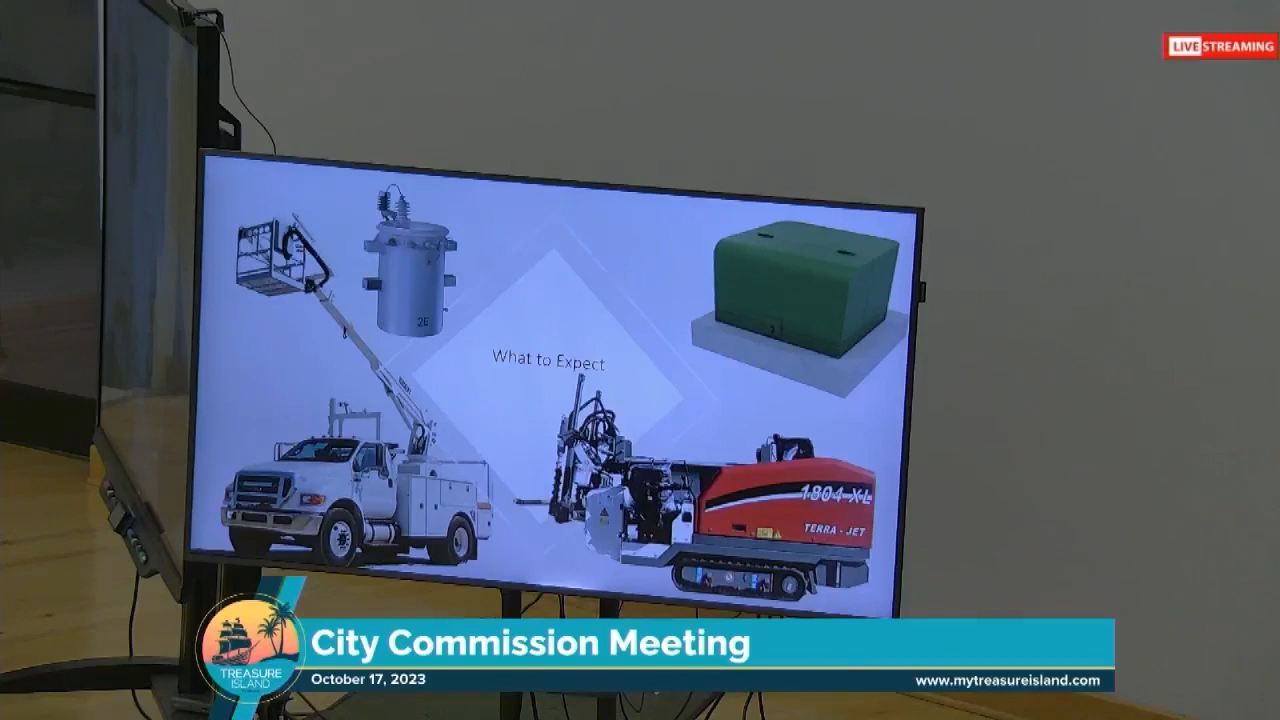 LIVE STREAMING
2E
What to Expect
1804-XL
TERRA - JET
City Commission Meeting
TREASURE
ISLAND
October 17, 2023
www.mytreasureisland.com